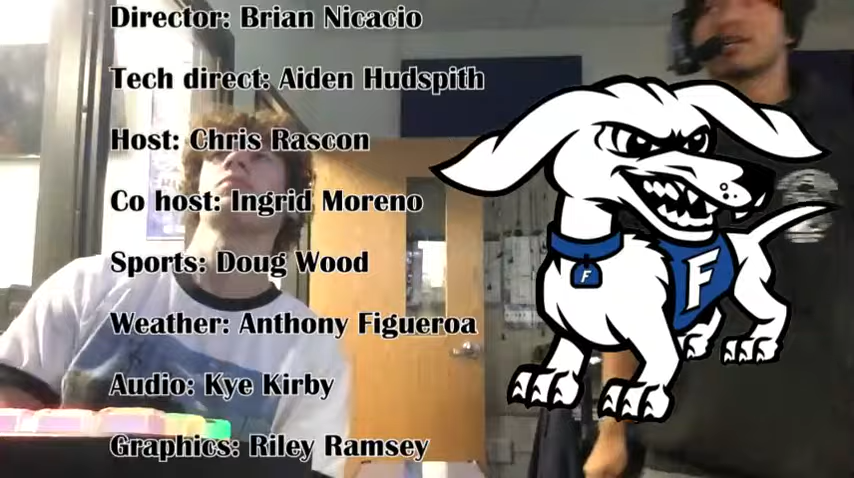 Director: Brian Nicacio
Tech direct: Aiden Hudspith
Host: Chris Rascon
Co host: Ingrid Moreno
Sports: Doug Wood
Weather: Anthony Figueroa
Audio: Kye Kirby
Graphics: Riley Ramsey
F
F